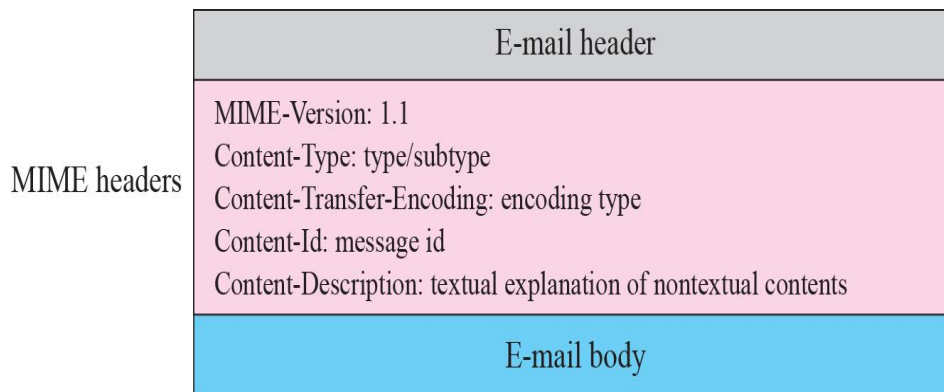 E-mail header
MIME-Version: 1.1
Content-Type: type/subtype
MIME headers
Content-Transfer-Encoding: encoding type
Content-Id: message id
Content-Description: textual explanation of nontextual contents
E-mail body